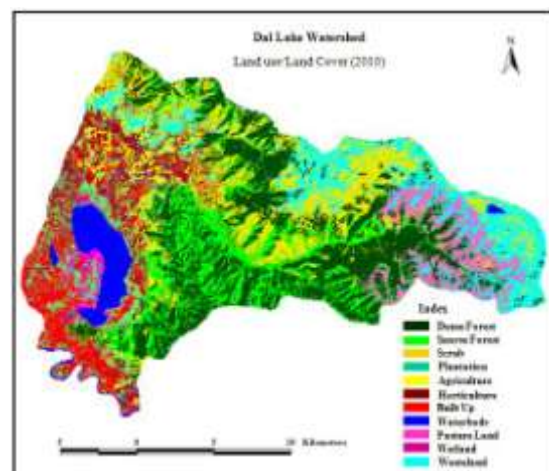 Dal Lake Watershed
Land use/Land Cover (2010)
N
Index
Dense Forest
Sparse Forest
Scrub
Plantation
Agriculture
Horticulture
Built Up
Waterbody
Pasture Land
Wetland
Wasteland
10 Kilometers